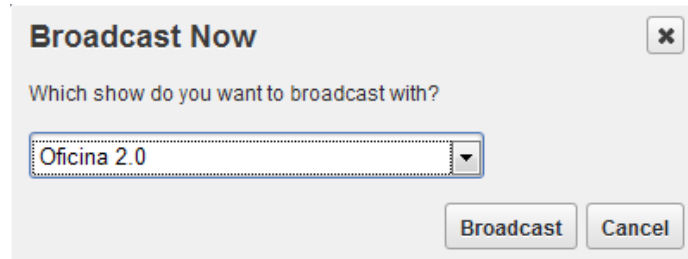 Broadcast Now
Which show do you want to broadcast with?
Oficina 2.0
Broadcast Cancel